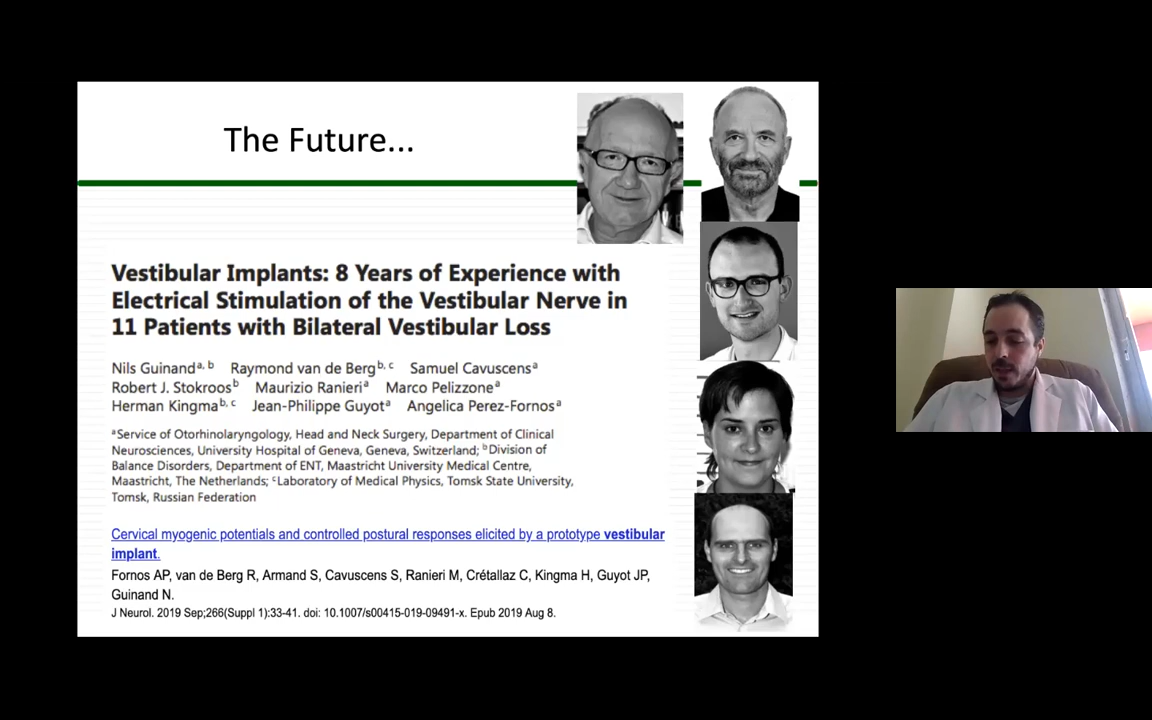 The Future...
Vestibular Implants: 8 Years of Experience with
Electrical Stimulation of the Vestibular Nerve in
11 Patients with Bilateral Vestibular Loss
Nils Guinand a, b Raymond van de Berg b, c Samuel Cavuscens a
Robert J. Stokroos b Maurizio Ranieri a Marco Pelizzone a
Herman Kingma b, c Jean-Philippe Guyot a Angelica Perez-Fornos a
a Service of Otorhinolaryngology, Head and Neck Surgery, Department of Clinical
Neurosciences, University Hospital of Geneva, Geneva, Switzerland; b Division of
Balance Disorders, Department of ENT, Maastricht University Medical Centre,
Maastricht, The Netherlands; c Laboratory of Medical Physics, Tomsk State University,
Tomsk, Russian Federation
Cervical myogenic potentials and controlled postural responses elicited by a prototype vestibular
implant.
Fornos AP, van de Berg R, Armand S, Cavuscens S, Ranieri M, Crétallaz C, Kingma H, Guyot JP,
Guinand N.
J Neurol. 2019 Sep;266(Suppl 1):33-41. doi: 10.1007/s00415-019-09491-x. Epub 2019 Aug 8.